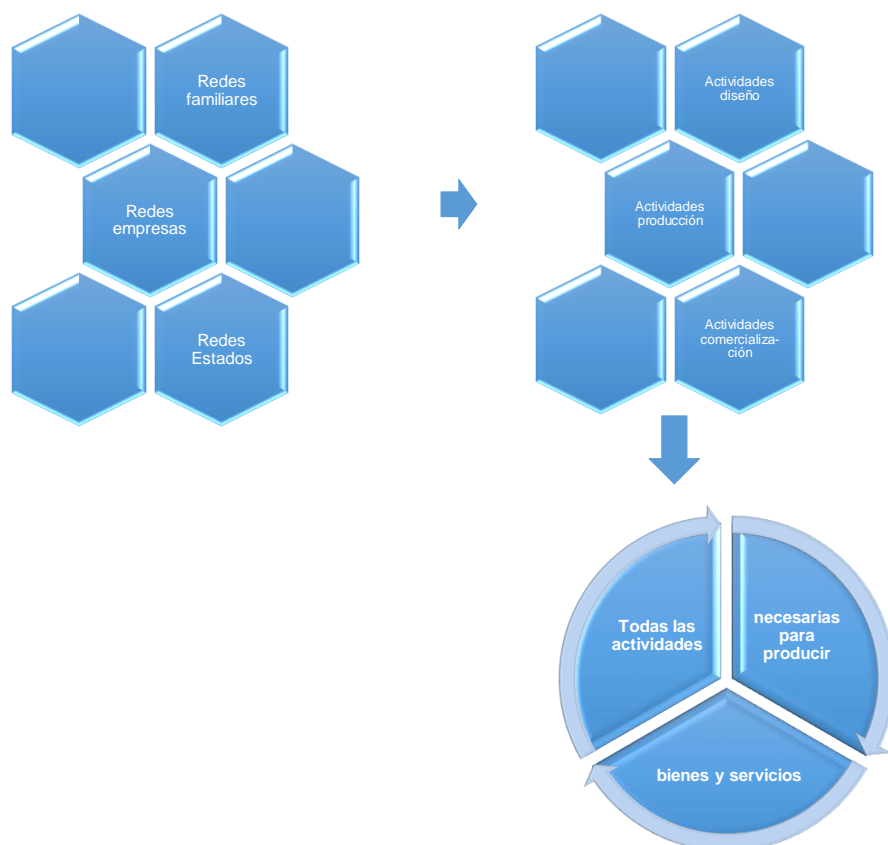 Redes
familiares
Redes
empresas
Redes
Estados
Actividades
diseño
Actividades
producción
Actividades
comercializa-
ción
Todas las
actividades
necesarias
para
producir
bienes y servicios